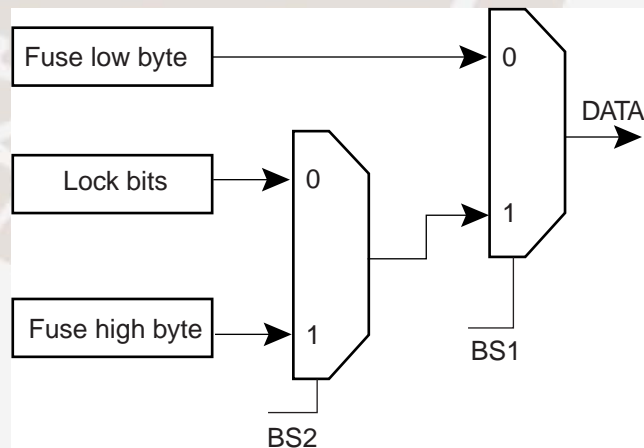 Fuse low byte
0
DATA
Lock bits
0
1
Fuse high byte
1
BS1
BS2